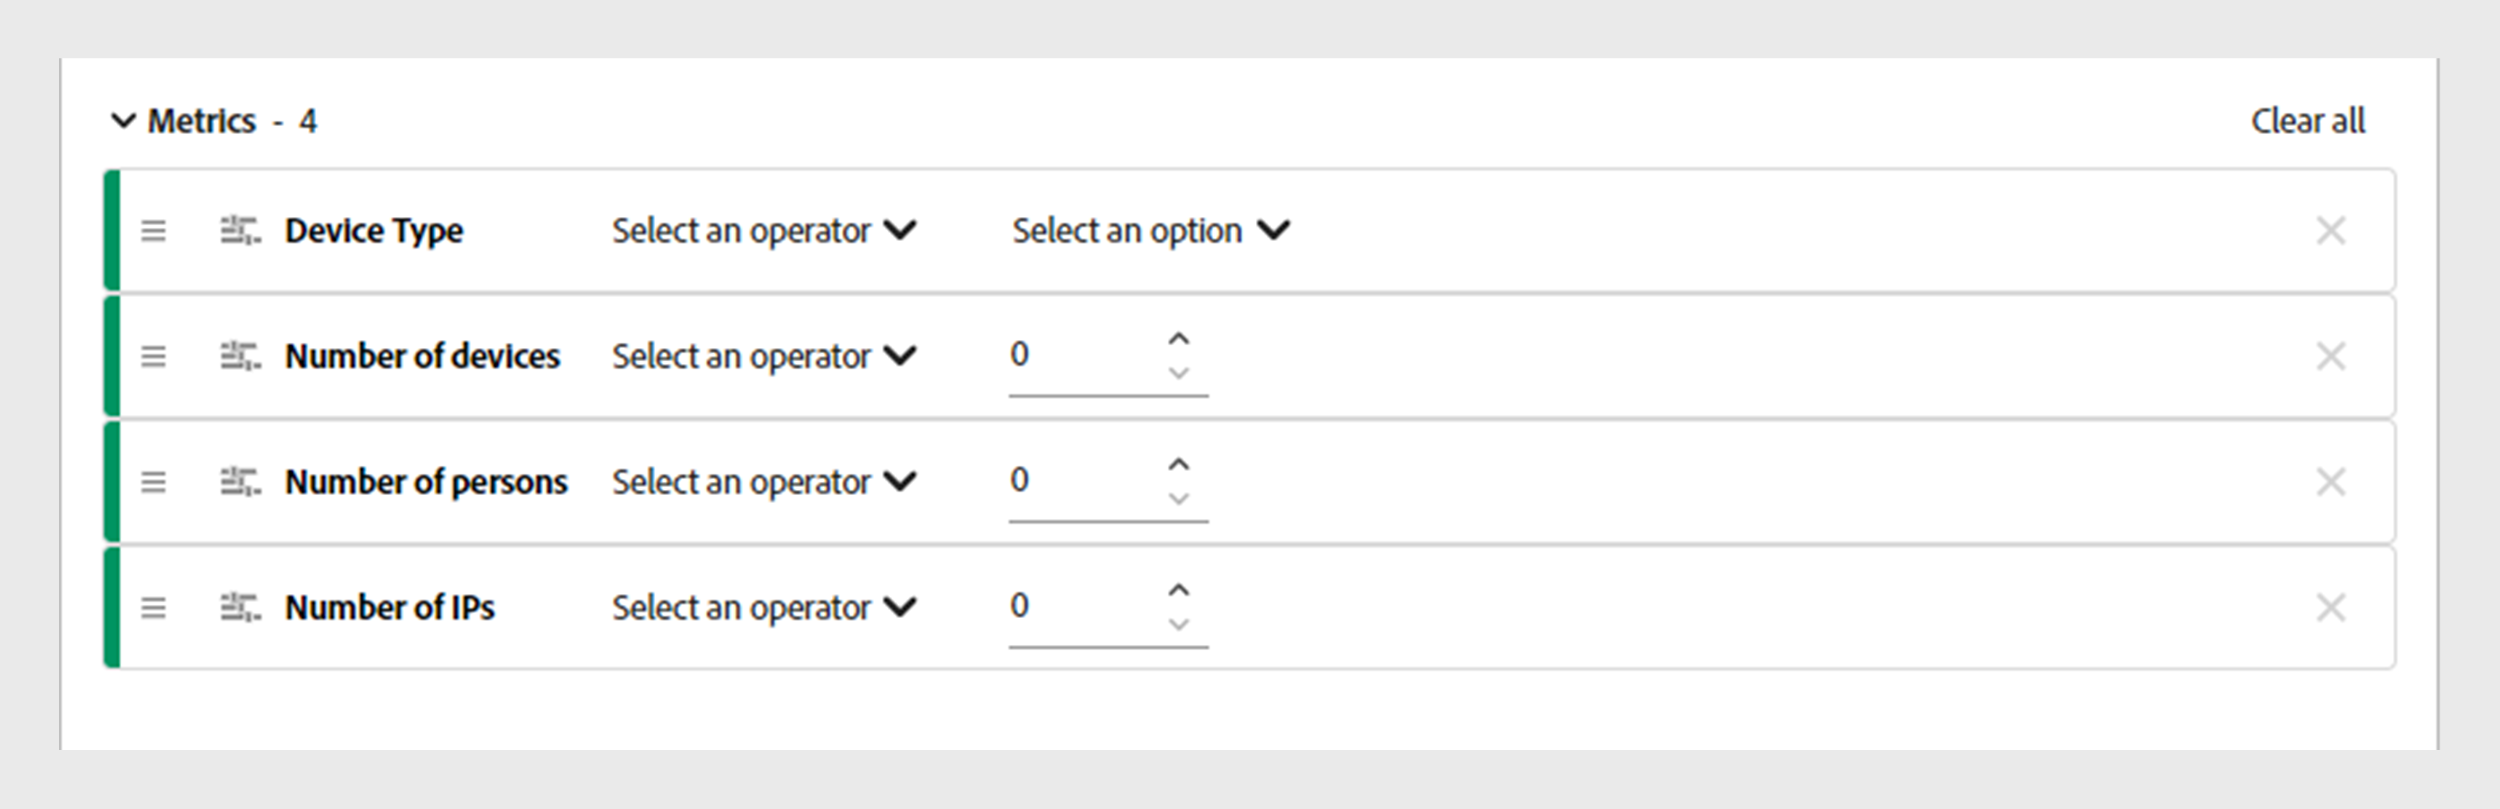 Metrics - 4 Clear all
Device Type Select an operator Select an option
Number of devices Select an operator 0
Number of persons Select an operator 0
Number of IPs Select an operator 0